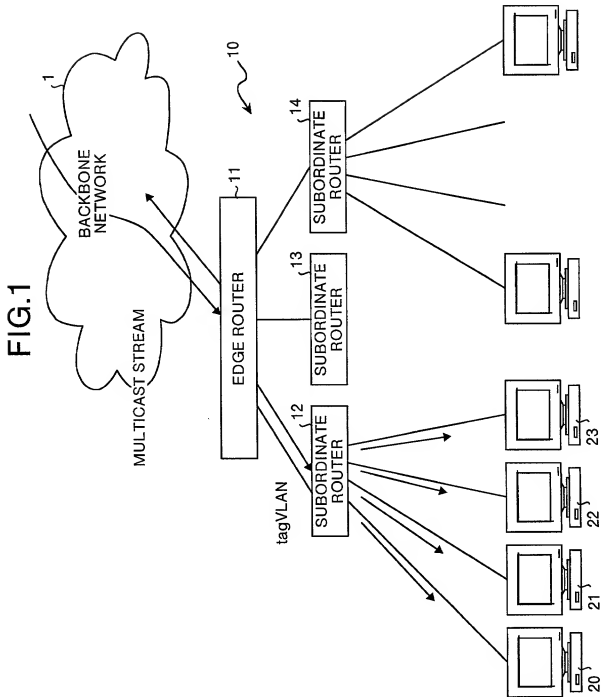 FIG.1
1
BACKBONE
NETWORK
10
MULTICAST STREAM
11
EDGE ROUTER
14
SUBORDINATE
ROUTER
13
SUBORDINATE
ROUTER
12
SUBORDINATE
ROUTER
tagVLAN
20
21
22
23